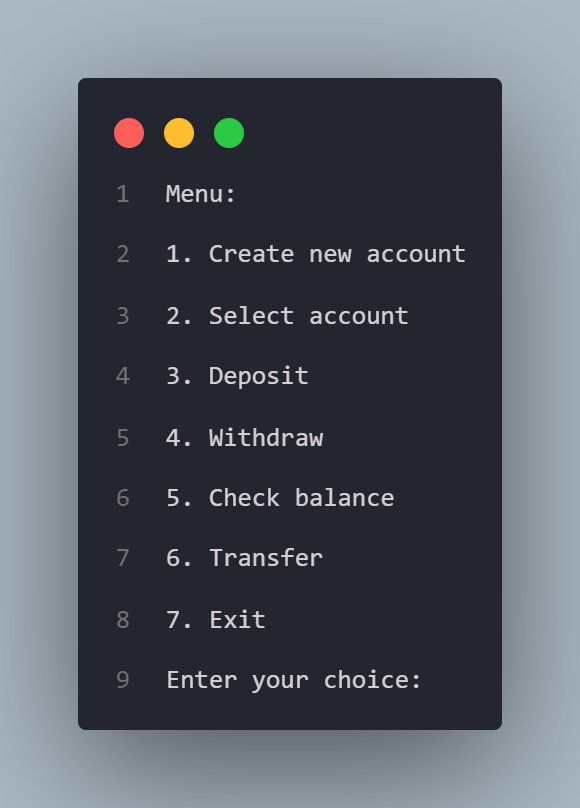 1 Menu:
2 1. Create new account
3 2. Select account
4 3. Deposit
5 4. Withdraw
6 5. Check balance
7 6. Transfer
8 7. Exit
9 Enter your choice: